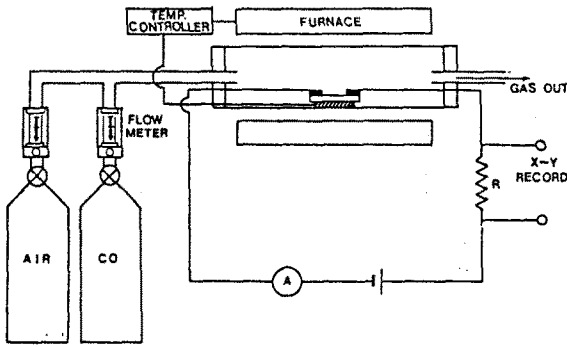 TEMP.
CONTROLLER
FURNACE
GAS OUT
FLOW
METER
X-Y
RECORD
R
AIR
CO
A